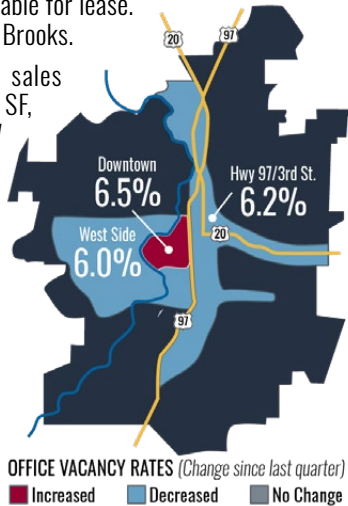 able for lease.
Brooks.
sales
SF,
20
97
Downtown
6.5%
Hwy 97/3rd St.
6.2%
West Side
6.0%
20
97
OFFICE VACANCY RATES (Change since last quarter)
Increased
Decreased
No Change